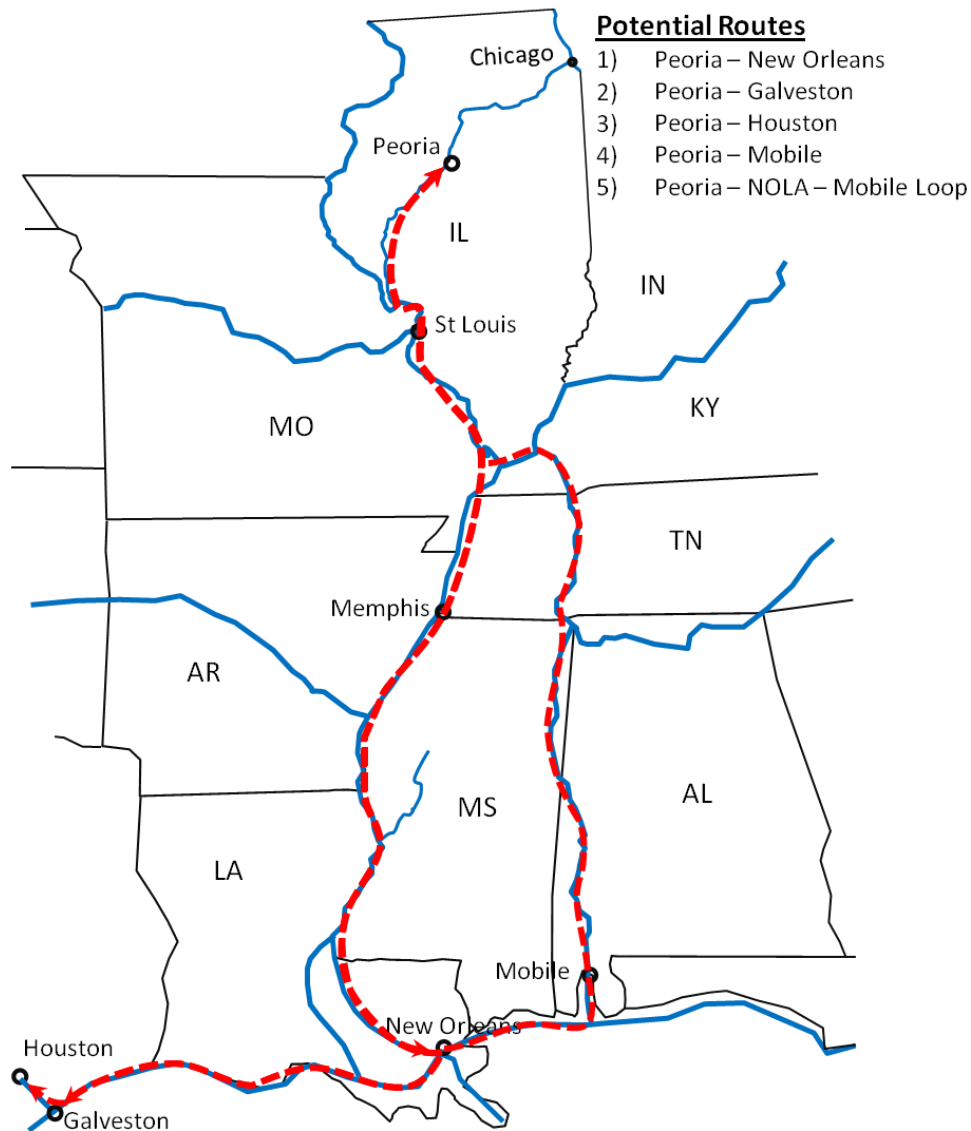 Potential Routes
1) Peoria – New Orleans
2) Peoria – Galveston
3) Peoria – Houston
4) Peoria – Mobile
5) Peoria – NOLA – Mobile Loop
Chicago
Peoria
IL
IN
St Louis
KY
MO
TN
Memphis
AR
MS
AL
LA
Mobile
New Orleans
Houston
Galveston